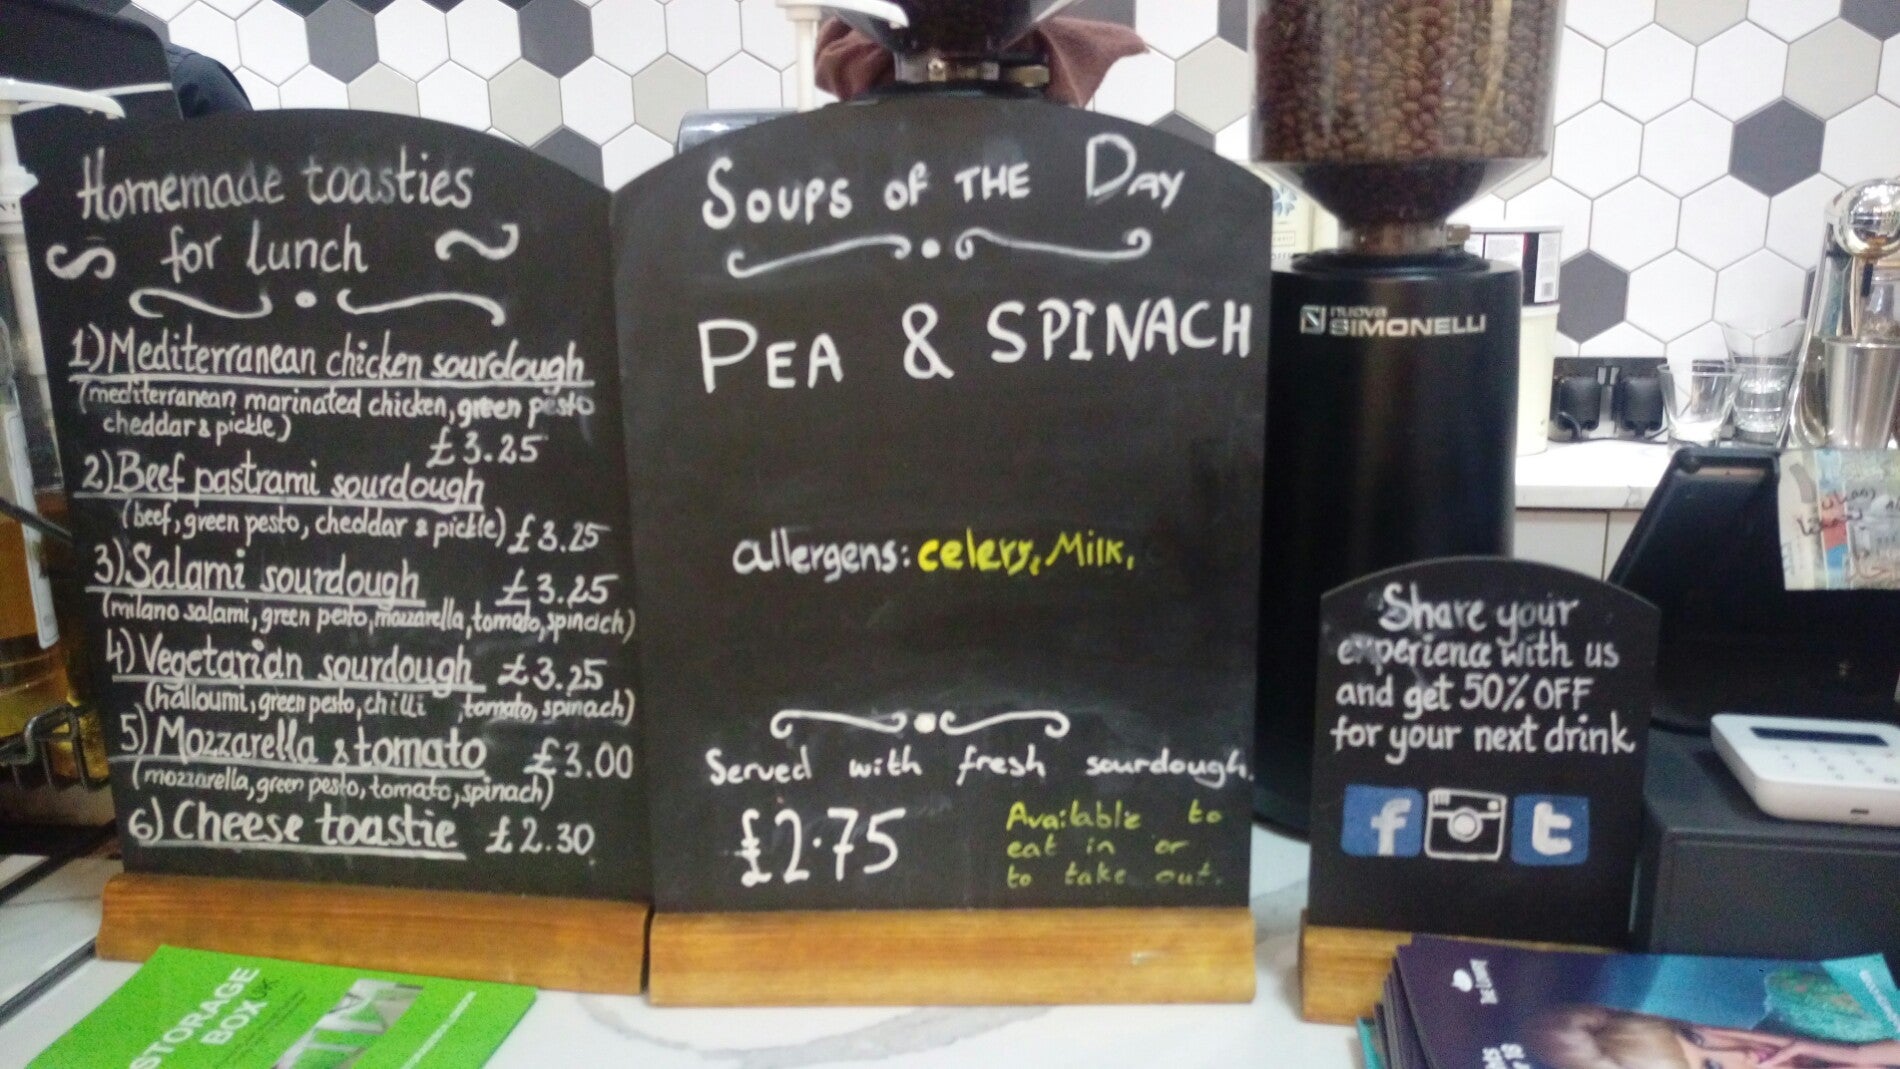 Homemade toasties
for lunch
1) Mediterranean chicken sourdough
(mediterranean marinated chicken, green pesto
cheddar & pickle)
£3.25
2) Beef pastrami sourdough
(beef, green pesto, cheddar & pickle) £3.25
3) Salami sourdough £3.25
(milano salami, green pesto, mozzarella, tomato, spinach)
4) Vegetarian sourdough £3.25
(halloumi, green pesto, chilli , tomato, spinach)
5) Mozzarella & tomato £3.00
(mozzarella, green pesto, tomato, spinach)
6) Cheese toastie £2.30
SOUPS OF THE DAY
PEA & SPINACH
allergens: celery, Milk,
Served with fresh sourdough.
£2.75
Available to
eat in or
to take out.
nuova
SIMONELLI
Share your
experience with us
and get 50% OFF
for your next drink
f
t
STORAGE
BOX UK